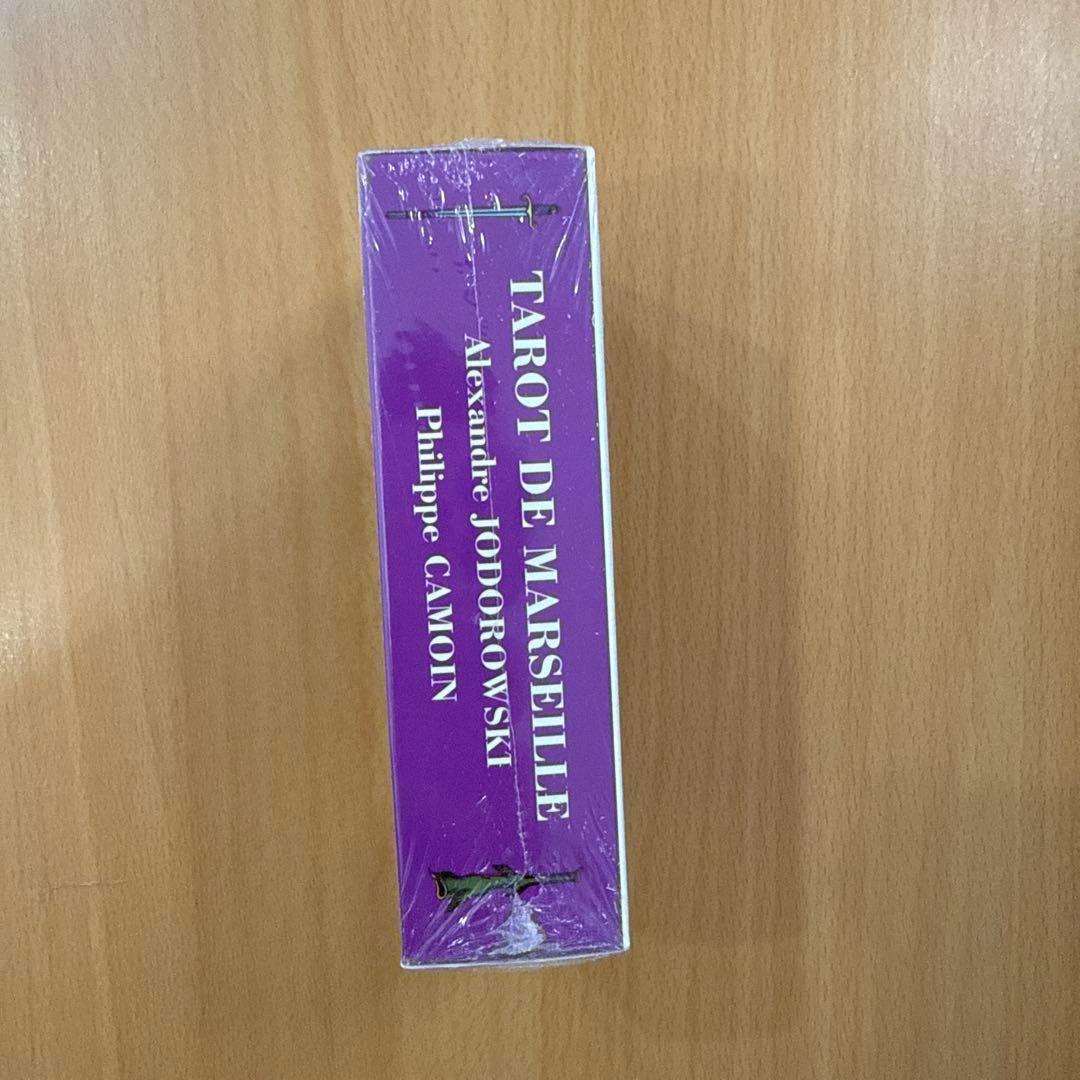 TAROT DE MARSEILLE
Alexandre JODOROWSKI
Philippe CAMOIN